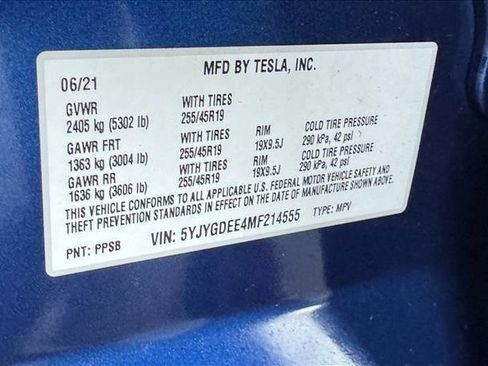 MFD BY TESLA, INC.
06/21
GVWR WITH TIRES
2405 kg (5302 lb) 255/45R19
GAWR FRT WITH TIRES RIM COLD TIRE PRESSURE
1363 kg (3004 lb) 255/45R19 19X9.5J 290 kPa, 42 psi
GAWR RR WITH TIRES RIM COLD TIRE PRESSURE
1636 kg (3606 lb) 255/45R19 19X9.5J 290 kPa, 42 psi
THIS VEHICLE CONFORMS TO ALL APPLICABLE U.S. FEDERAL MOTOR VEHICLE SAFETY AND
THEFT PREVENTION STANDARDS IN EFFECT ON THE DATE OF MANUFACTURE SHOWN ABOVE.
PNT: PPSB VIN: 5YJYGDEE4MF214555 TYPE: MPV